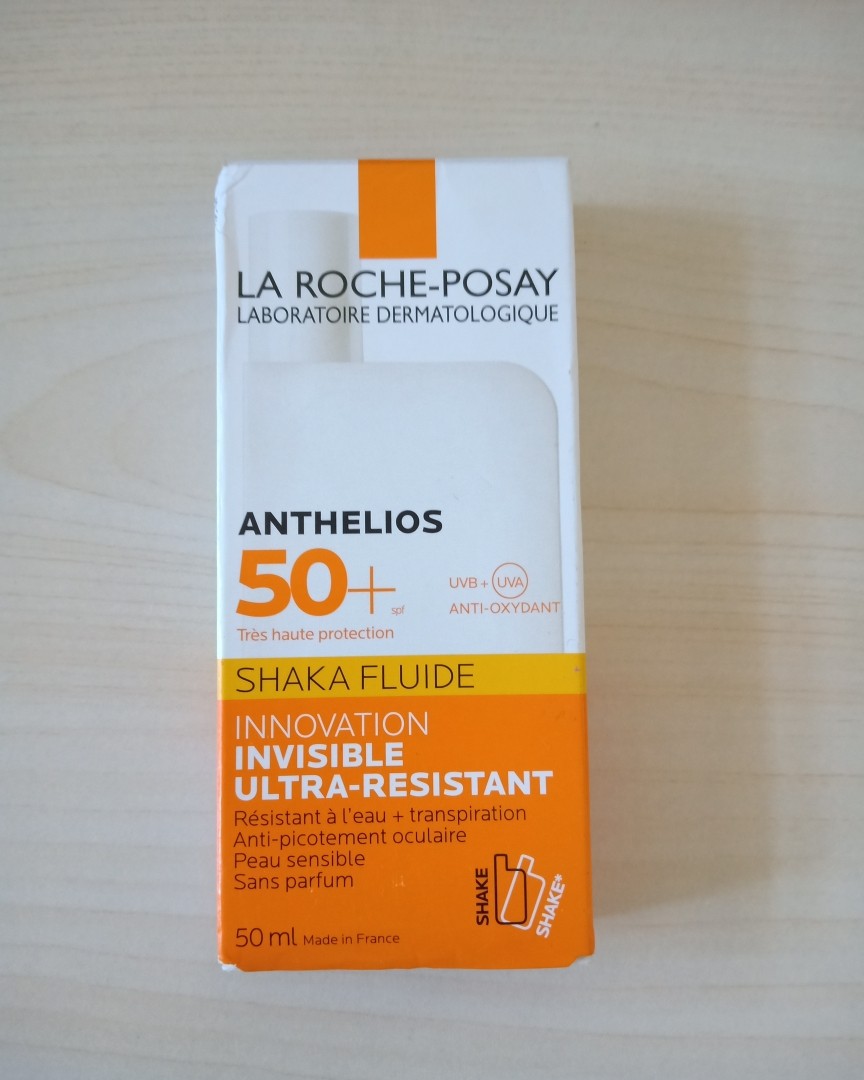 LA ROCHE-POSAY
LABORATOIRE DERMATOLOGIQUE
ANTHELIOS
50+ spf
UVB + UVA
ANTI-OXYDANT
Très haute protection
SHAKA FLUIDE
INNOVATION
INVISIBLE
ULTRA-RESISTANT
Résistant à l'eau + transpiration
Anti-picotement oculaire
Peau sensible
Sans parfum
SHAKE
SHAKE*
50 ml Made in France